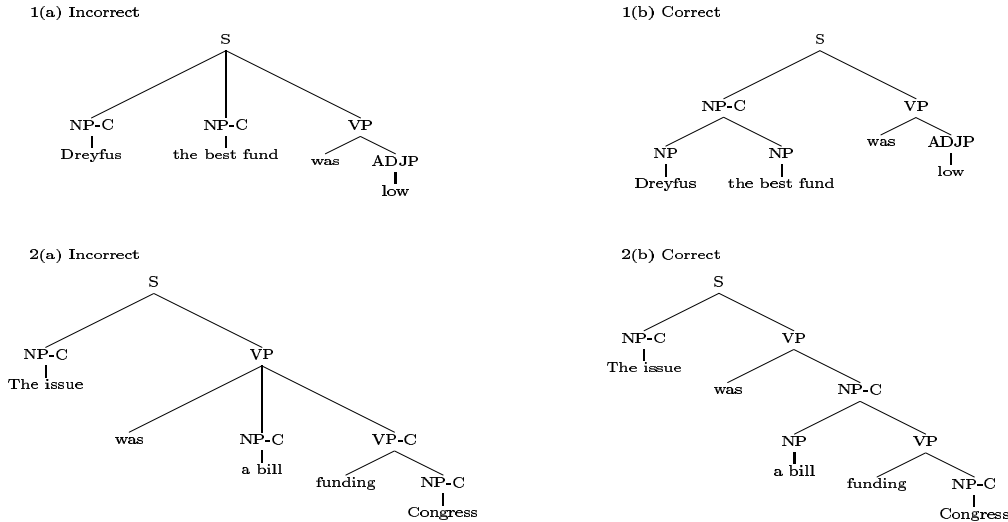 1(a) Incorrect
1(b) Correct
S
S
NP-C
VP
NP-C
NP-C
VP
Dreyfus
the best fund
was
ADJP
low
NP
NP
was
ADJP
Dreyfus
the best fund
low
2(a) Incorrect
2(b) Correct
S
S
NP-C
VP
The issue
was
NP-C
VP-C
a bill
funding
NP-C
Congress
NP-C
VP
The issue
was
NP-C
NP
VP
a bill
funding
NP-C
Congress